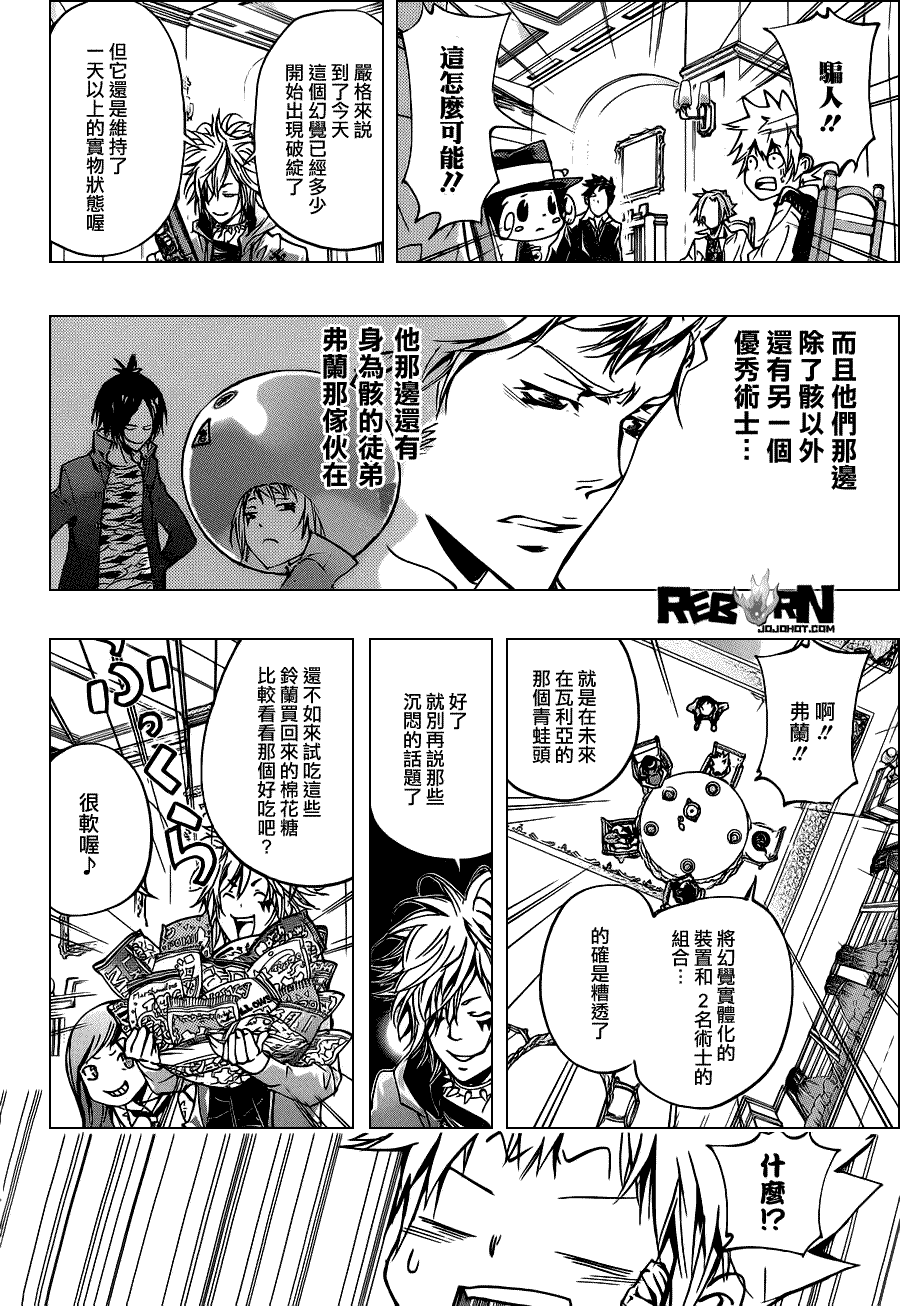 騙人!!
這怎麼可能!!
嚴格來說
到了今天
這個幻覺已經多少
開始出現破綻了
但它還是維持了
一天以上的實物狀態喔
而且他們那邊
除了骸以外
還有另一個
優秀術士…
他那邊還有
身為骸的徒弟
弗蘭那傢伙在
REBORN
JOJOHOT.COM
啊!!
弗蘭!!
就是在未來
在瓦利亞的
那個青蛙頭
將幻覺實體化的
裝置和 2名術士的
組合…
的確是糟透了
好了
就別再說那些
沉悶的話題了
還不如來試吃這些
鈴蘭買回來的棉花糖
比較看看那個好吃吧?
ふふふ
很軟喔♪
什麼!?